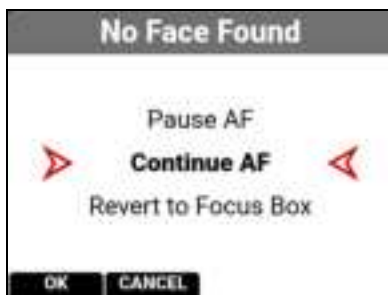 No Face Found
Pause AF
Continue AF
Revert to Focus Box
OK CANCEL